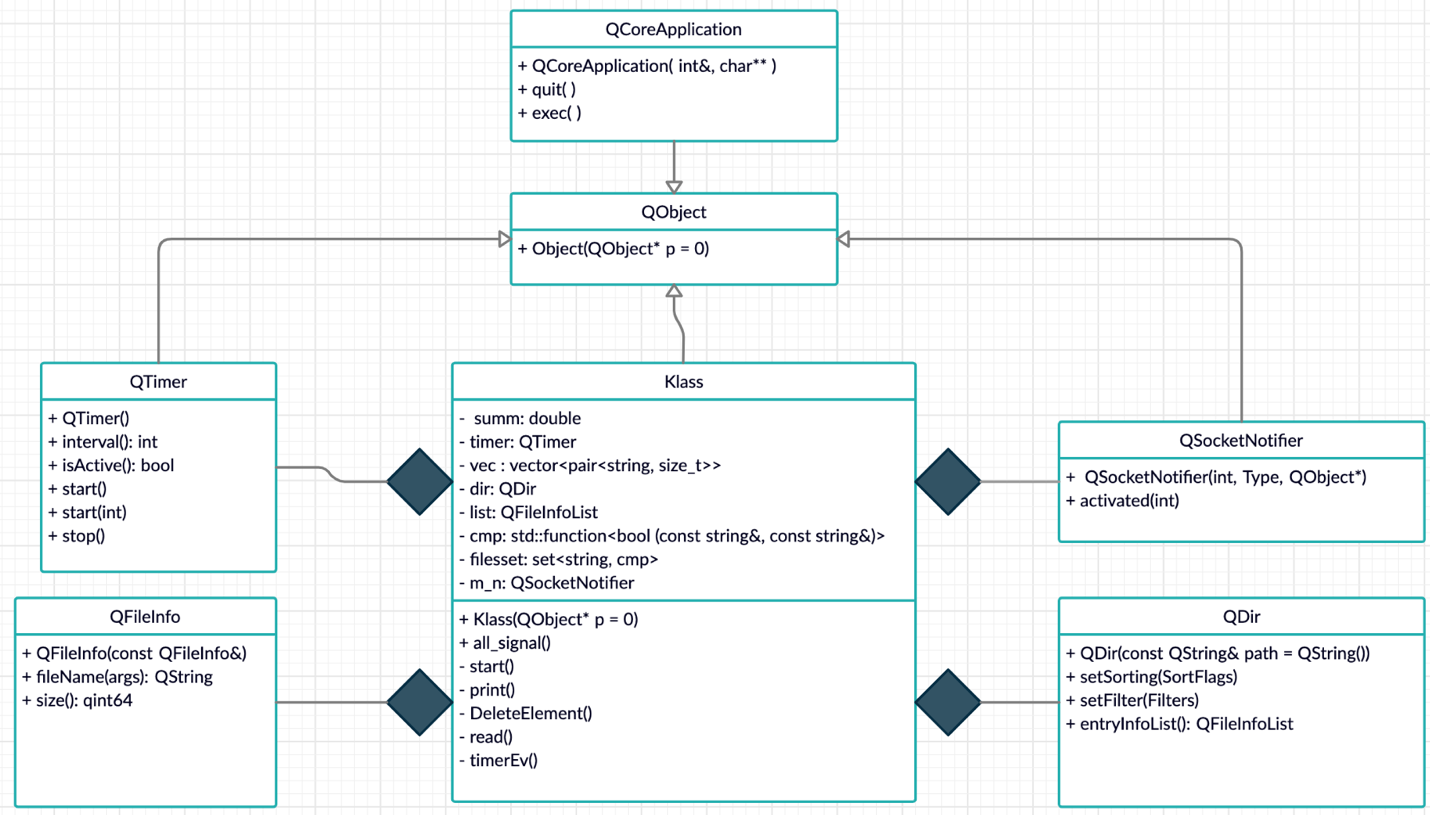 QCoreApplication
+ QCoreApplication( int&, char** )
+ quit( )
+ exec( )
QObject
+ Object(QObject* p = 0)
QTimer
+ QTimer()
+ interval(): int
+ isActive(): bool
+ start()
+ start(int)
+ stop()
Klass
- summ: double
- timer: QTimer
- vec : vector<pair<string, size_t>>
- dir: QDir
- list: QFileInfoList
- cmp: std::function<bool (const string&, const string&)>
- filesset: set<string, cmp>
- m_n: QSocketNotifier
+ Klass(QObject* p = 0)
+ all_signal()
- start()
- print()
- DeleteElement()
- read()
- timerEv()
QSocketNotifier
+ QSocketNotifier(int, Type, QObject*)
+ activated(int)
QFileInfo
+ QFileInfo(const QFileInfo&)
+ fileName(args): QString
+ size(): qint64
QDir
+ QDir(const QString& path = QString())
+ setSorting(SortFlags)
+ setFilter(Filters)
+ entryInfoList(): QFileInfoList